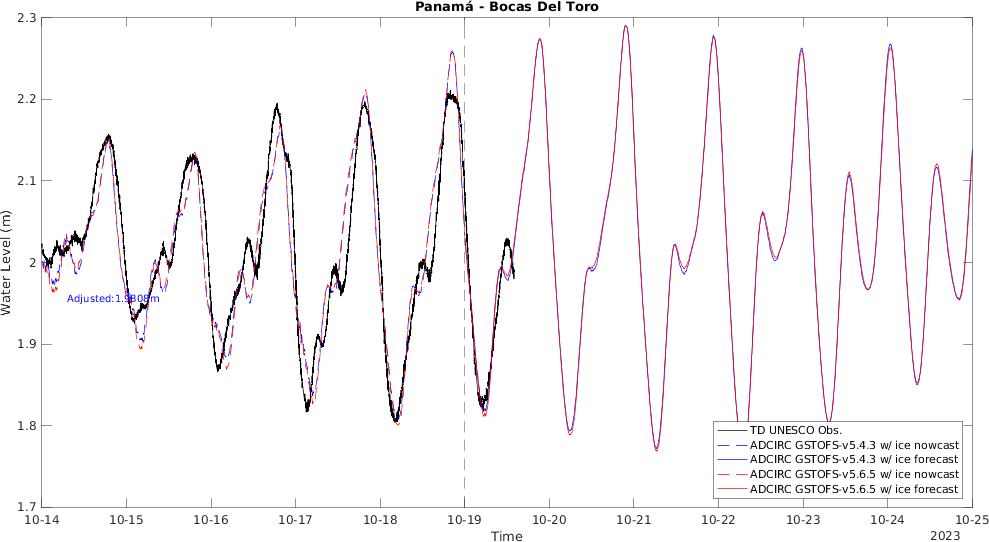 Panamá - Bocas Del Toro
2.3
2.2
2.1
2
1.9
1.8
1.7
Water Level (m)
Adjusted:1.9308m
TD UNESCO Obs.
ADCIRC GSTOFS-v5.4.3 w/ ice nowcast
ADCIRC GSTOFS-v5.4.3 w/ ice forecast
ADCIRC GSTOFS-v5.6.5 w/ ice nowcast
ADCIRC GSTOFS-v5.6.5 w/ ice forecast
10-14 10-15 10-16 10-17 10-18 10-19 10-20 10-21 10-22 10-23 10-24 10-25
Time
2023